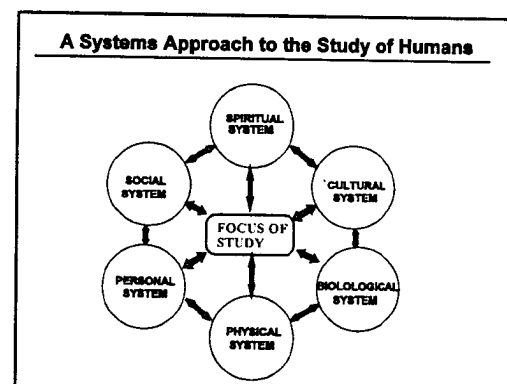 A Systems Approach to the Study of Humans
SPIRITUAL
SYSTEM
SOCIAL
SYSTEM
CULTURAL
SYSTEM
FOCUS OF
STUDY
PERSONAL
SYSTEM
BIOLOLOGICAL
SYSTEM
PHYSICAL
SYSTEM